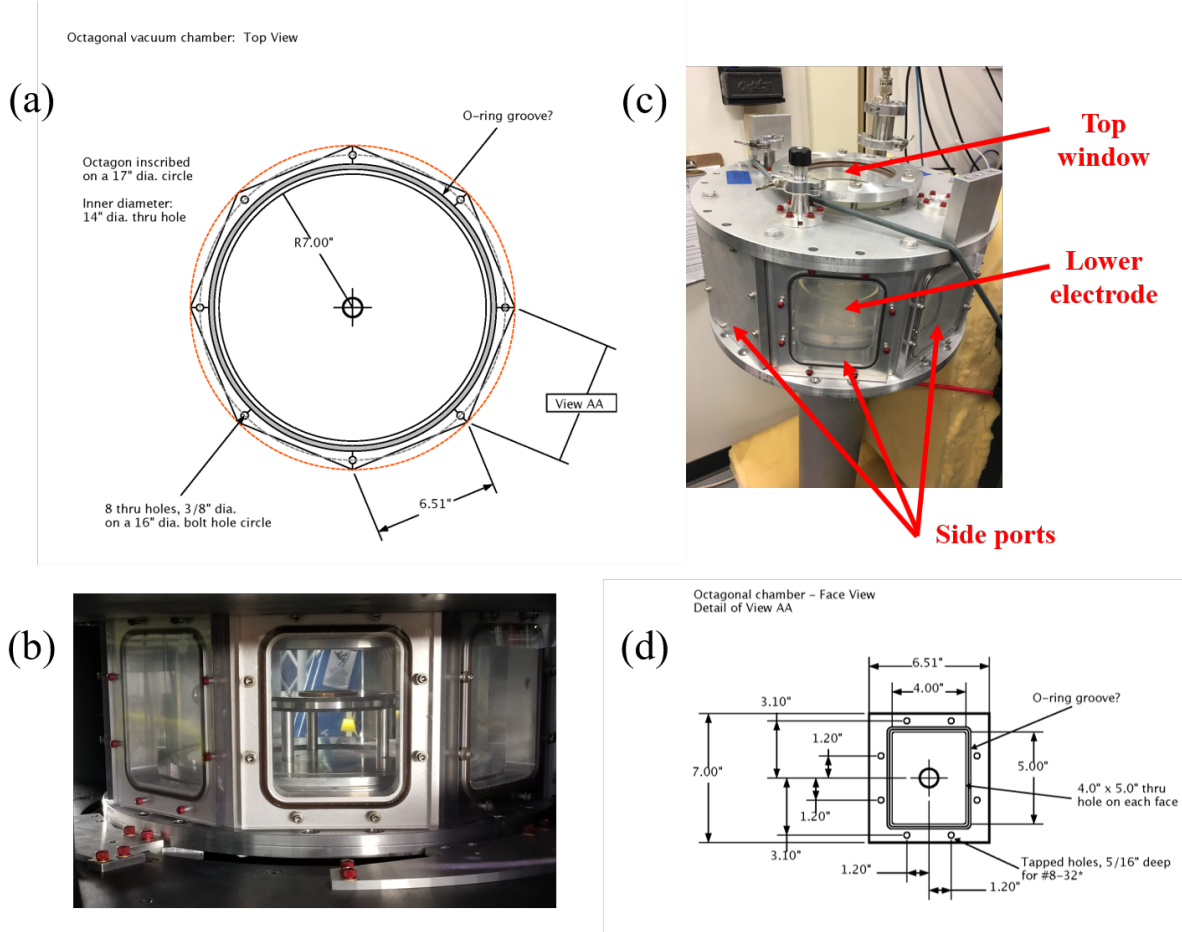 Octagonal vacuum chamber: Top View
(a)
O-ring groove?
Octagon inscribed
on a 17" dia. circle
Inner diameter:
14" dia. thru hole
R7.00"
View AA
6.51"
8 thru holes, 3/8" dia.
on a 16" dia. bolt hole circle
(c)
Top
window
Lower
electrode
Side ports
(b)
(d)
Octagonal chamber – Face View
Detail of View AA
6.51"
4.00"
3.10"
O-ring groove?
1.20"
7.00"
5.00"
4.0" x 5.0" thru
hole on each face
1.20"
3.10"
Tapped holes, 5/16" deep
for #8-32*
1.20"
1.20"